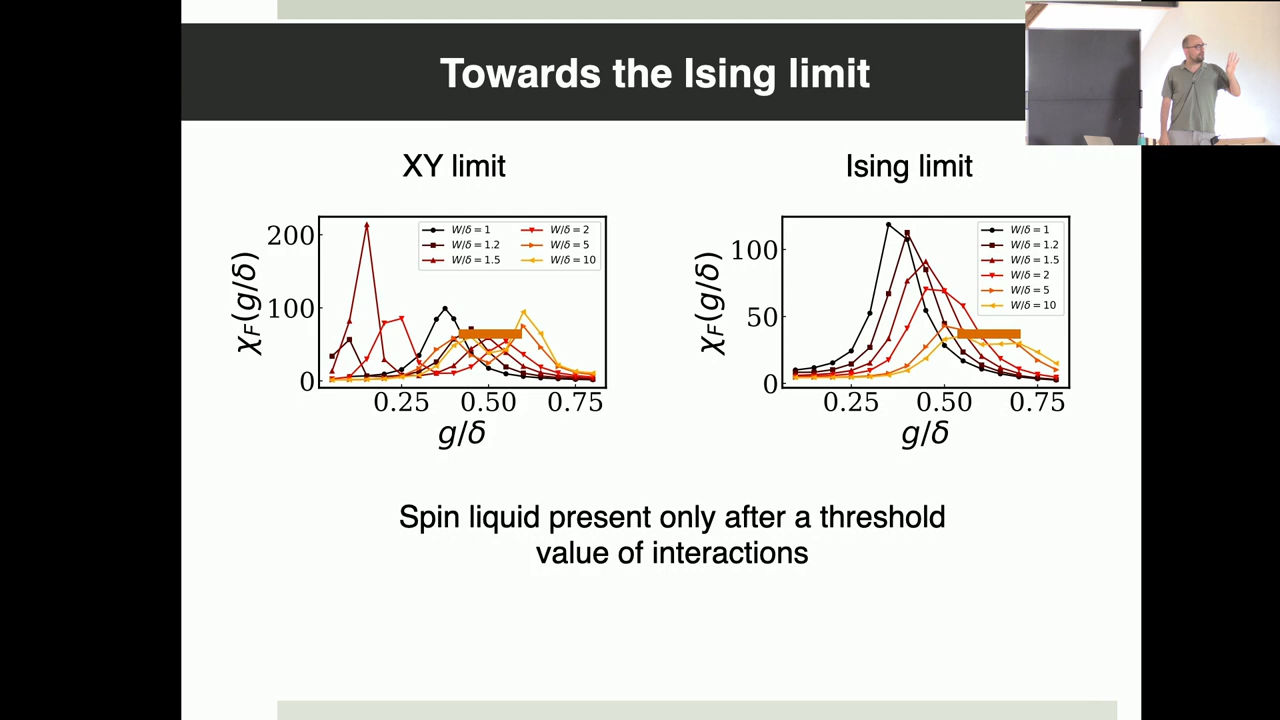 Towards the Ising limit
XY limit
Ising limit
χF(g/δ)
200
100
0
0.25 0.50 0.75
g/δ
W/δ = 1
W/δ = 1.2
W/δ = 1.5
W/δ = 2
W/δ = 5
W/δ = 10
χF(g/δ)
100
50
0
0.25 0.50 0.75
g/δ
W/δ = 1
W/δ = 1.2
W/δ = 1.5
W/δ = 2
W/δ = 5
W/δ = 10
Spin liquid present only after a threshold
value of interactions